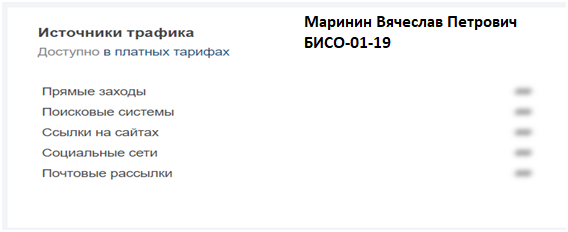 Источники трафика
Доступно в платных тарифах
Маринин Вячеслав Петрович
БИСО-01-19
Прямые заходы
Поисковые системы
Ссылки на сайтах
Социальные сети
Почтовые рассылки